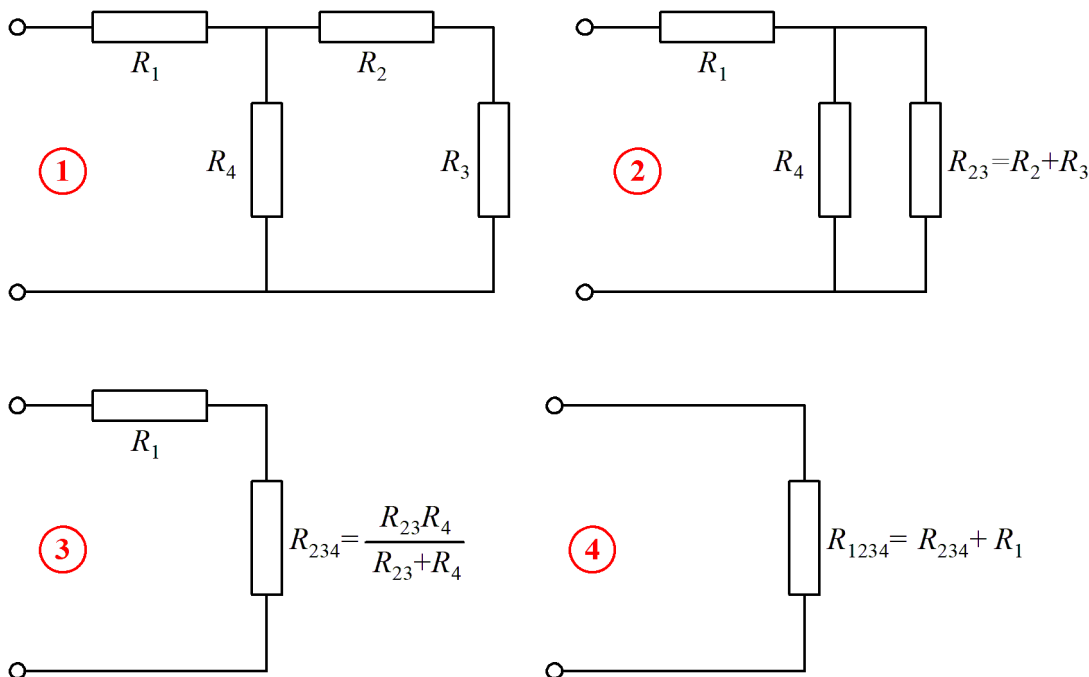 R₁
R₂
R₄
R₃
1
R₁
R₄
R₂₃=R₂+R₃
2
R₁
R₂₃₄= R₂₃R₄ / R₂₃+R₄
3
R₁₂₃₄= R₂₃₄+ R₁
4